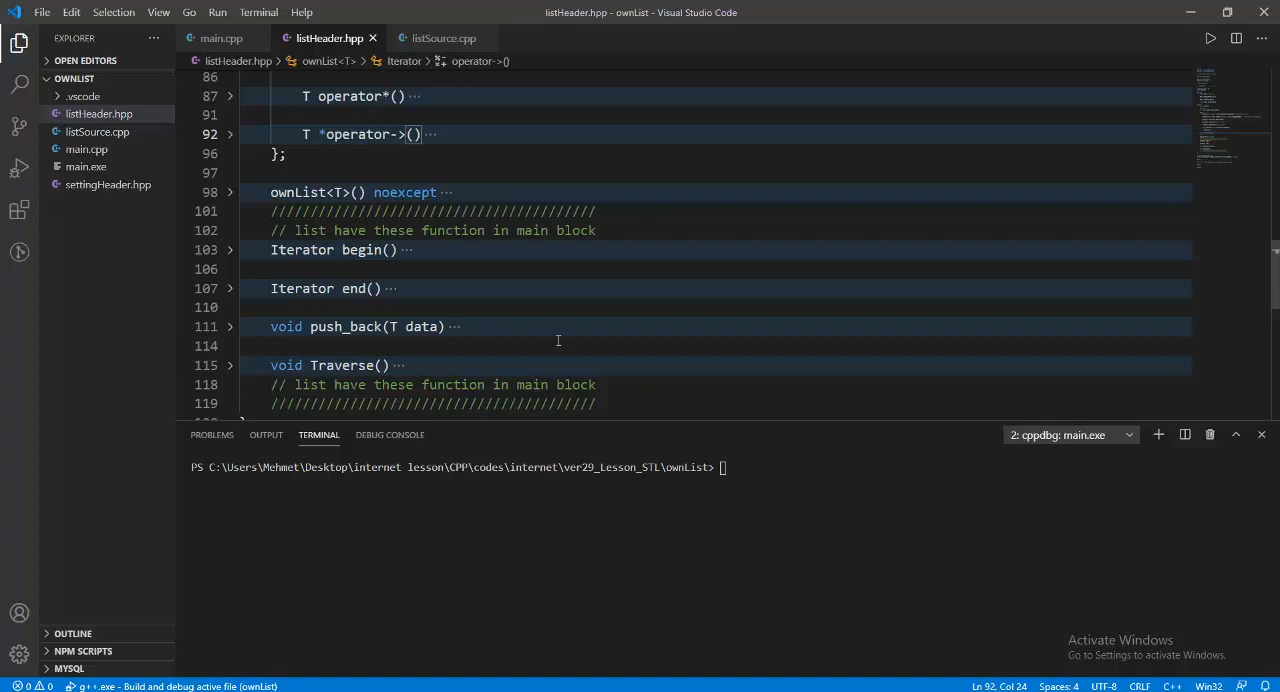 File Edit Selection View Go Run Terminal Help listHeader.hpp - ownList - Visual Studio Code
EXPLORER ··· main.cpp listHeader.hpp listSource.cpp ···
OPEN EDITORS listHeader.hpp > ownList<T> > Iterator > operator->()
OWNLIST
.vscode
listHeader.hpp
listSource.cpp
main.cpp
main.exe
settingHeader.hpp
OUTLINE
NPM SCRIPTS
MYSQL
86
87 > T operator*() ···
91
92 > T *operator->() ···
96 };
97
98 > ownList<T>() noexcept ···
101 /////////////////////////////////////////
102 // list have these function in main block
103 > Iterator begin() ···
106
107 > Iterator end() ···
110
111 > void push_back(T data) ···
114
115 > void Traverse() ···
118 // list have these function in main block
119 /////////////////////////////////////////
PROBLEMS OUTPUT TERMINAL DEBUG CONSOLE 2: cppdbg: main.exe
PS C:\Users\Mehmet\Desktop\internet lesson\CPP\codes\internet\ver29_Lesson_STL\ownList>
Activate Windows
Go to Settings to activate Windows.
0 0 g++.exe - Build and debug active file (ownList) Ln 92, Col 24 Spaces: 4 UTF-8 CRLF C++ Win32